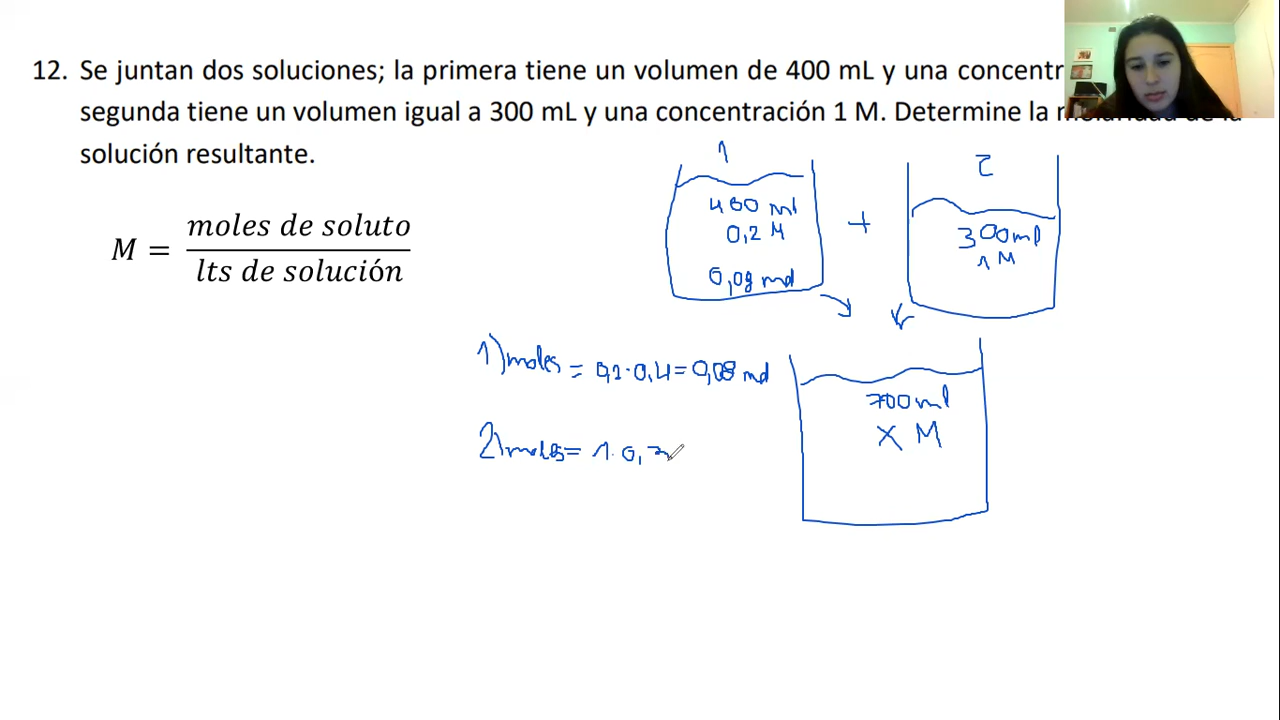 12. Se juntan dos soluciones; la primera tiene un volumen de 400 mL y una concentr
segunda tiene un volumen igual a 300 mL y una concentración 1 M. Determine la
solución resultante.
M = moles de soluto
lts de solución
1
400 ml
0,2 M
0,08 mol
+
2
300 ml
1 M
1) moles = 0,2 · 0,4 = 0,08 mol
2) moles = 1 · 0,3
700 ml
X M